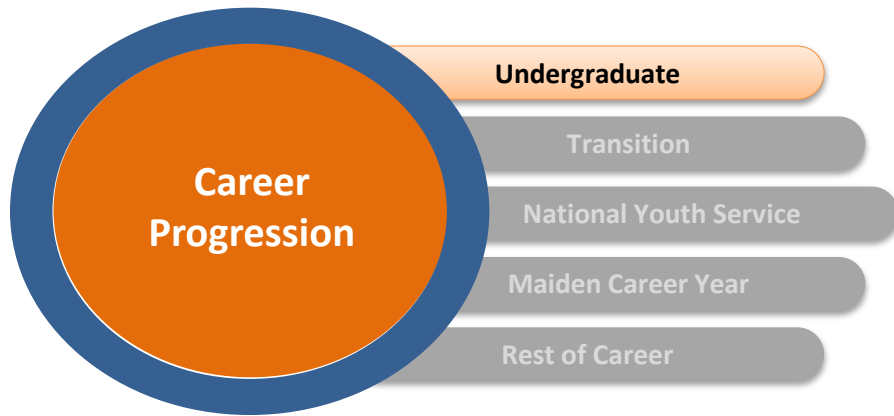 Career
Progression
Undergraduate
Transition
National Youth Service
Maiden Career Year
Rest of Career